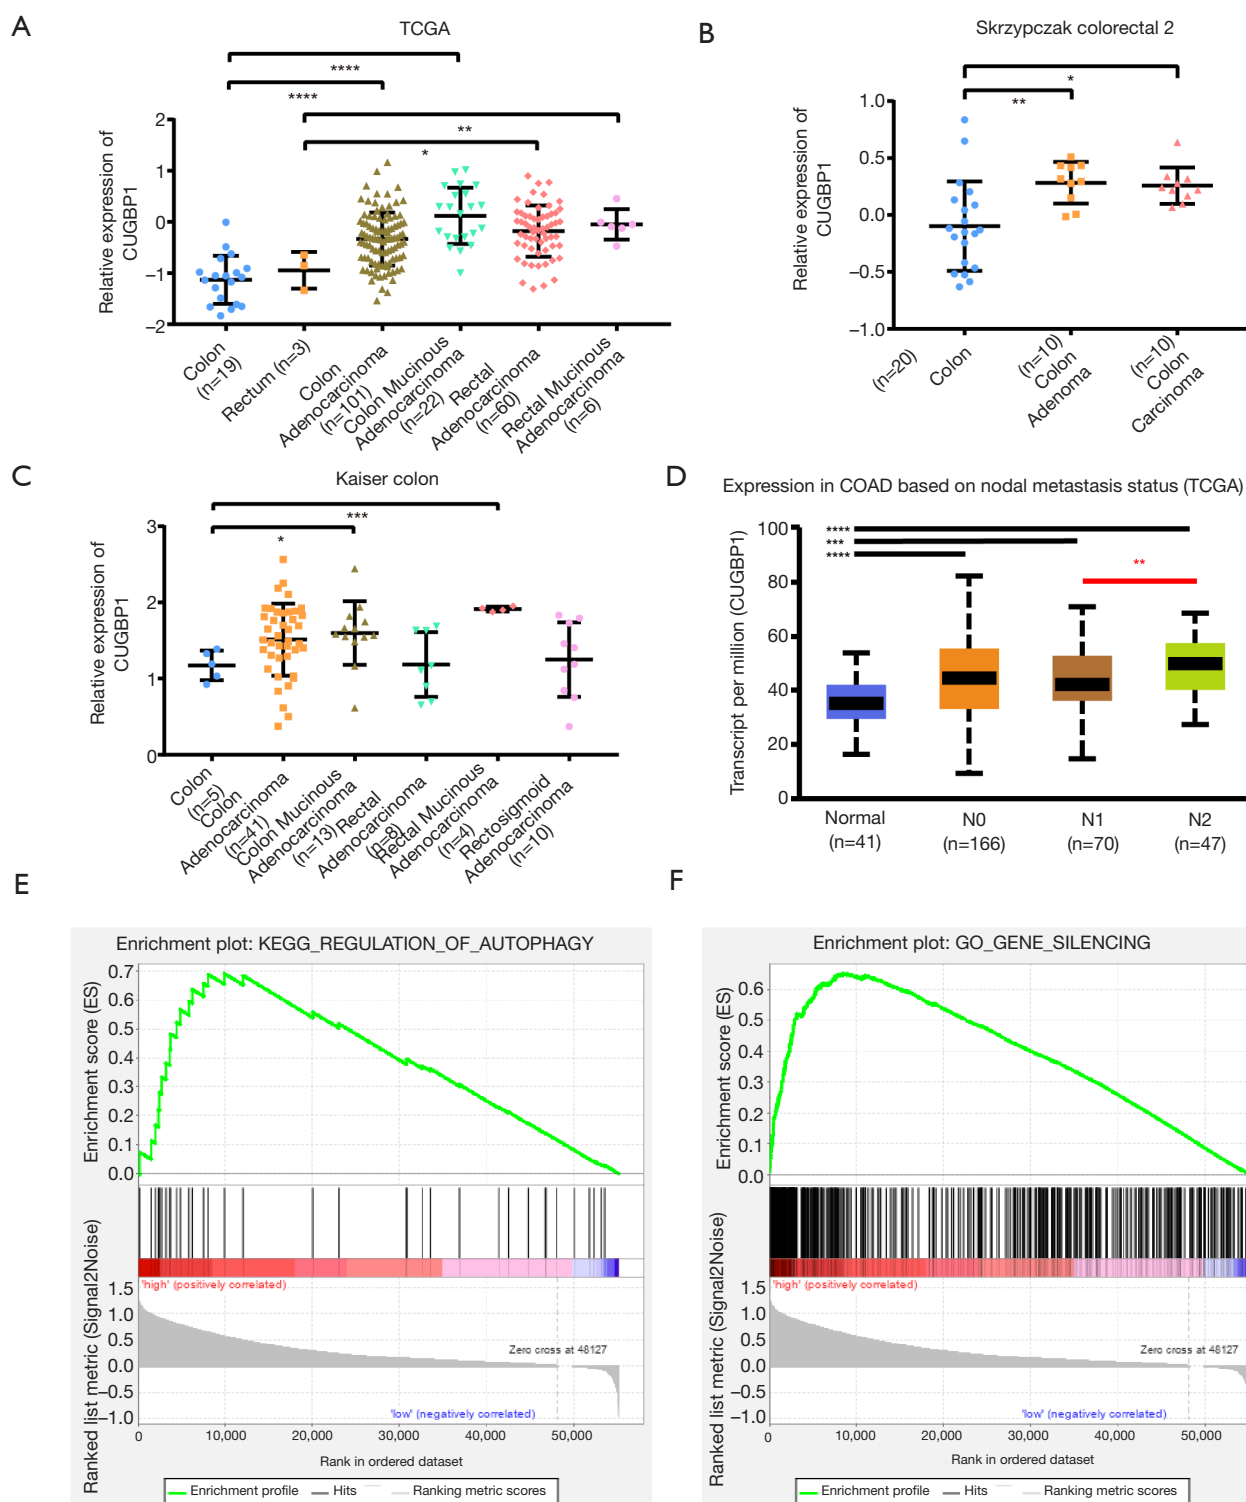 A
TCGA
****
****
**
*
Relative expression of
CUGBP1
2
1
0
−1
−2
Colon
(n=19)
Rectum (n=3)
Colon
Adenocarcinoma
(n=101)
Colon Mucinous
Adenocarcinoma
(n=22)
Rectal
Adenocarcinoma
(n=60)
Rectal Mucinous
Adenocarcinoma
(n=6)
B
Skrzypczak colorectal 2
*
**
Relative expression of
CUGBP1
1.0
0.5
0.0
−0.5
−1.0
(n=20)
Colon
(n=10)
Colon
Adenoma
(n=10)
Colon
Carcinoma
C
Kaiser colon
***
*
Relative expression of
CUGBP1
3
2
1
0
Colon
(n=5)
Colon
Adenocarcinoma
(n=41)
Colon Mucinous
Adenocarcinoma
(n=13)
Rectal
Adenocarcinoma
(n=8)
Rectal Mucinous
Adenocarcinoma
(n=4)
Rectosigmoid
Adenocarcinoma
(n=10)
D
Expression in COAD based on nodal metastasis status (TCGA)
****
***
****
**
Transcript per million (CUGBP1)
100
80
60
40
20
0
Normal
(n=41)
N0
(n=166)
N1
(n=70)
N2
(n=47)
E
Enrichment plot: KEGG_REGULATION_OF_AUTOPHAGY
Enrichment score (ES)
0.7
0.6
0.5
0.4
0.3
0.2
0.1
0.0
'high' (positively correlated)
Ranked list metric (Signal2Noise)
1.5
1.0
0.5
0.0
−0.5
−1.0
Zero cross at 48127
'low' (negatively correlated)
0 10,000 20,000 30,000 40,000 50,000
Rank in ordered dataset
Enrichment profile Hits Ranking metric scores
F
Enrichment plot: GO_GENE_SILENCING
Enrichment score (ES)
0.6
0.5
0.4
0.3
0.2
0.1
0.0
'high' (positively correlated)
Ranked list metric (Signal2Noise)
1.5
1.0
0.5
0.0
−0.5
−1.0
Zero cross at 48127
'low' (negatively correlated)
0 10,000 20,000 30,000 40,000 50,000
Rank in ordered dataset
Enrichment profile Hits Ranking metric scores